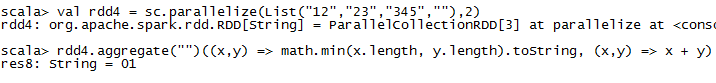 scala> val rdd4 = sc.parallelize(List("12","23","345",""),2)
rdd4: org.apache.spark.rdd.RDD[String] = ParallelCollectionRDD[3] at parallelize at <conso
scala> rdd4.aggregate("")((x,y) => math.min(x.length, y.length).toString, (x,y) => x + y)
res8: String = 01